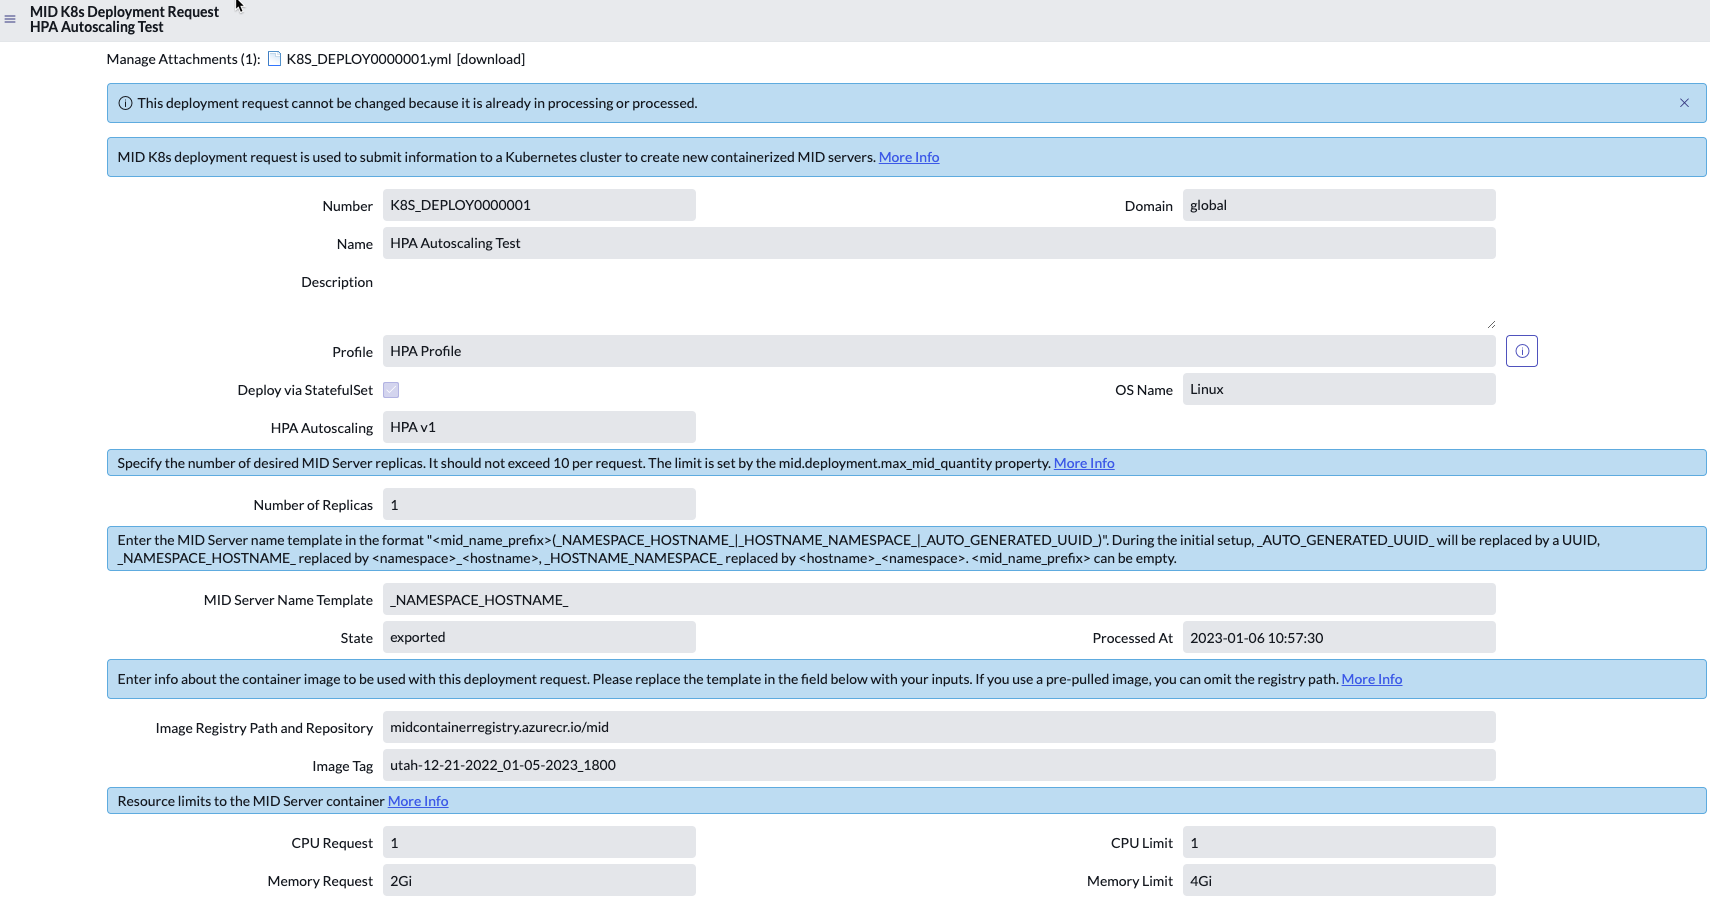 MID K8s Deployment Request
HPA Autoscaling Test
Manage Attachments (1): K8S_DEPLOY0000001.yml [download]
This deployment request cannot be changed because it is already in processing or processed.
MID K8s deployment request is used to submit information to a Kubernetes cluster to create new containerized MID servers. More Info
Number K8S_DEPLOY0000001 Domain global
Name HPA Autoscaling Test
Description
Profile HPA Profile
Deploy via StatefulSet OS Name Linux
HPA Autoscaling HPA v1
Specify the number of desired MID Server replicas. It should not exceed 10 per request. The limit is set by the mid.deployment.max_mid_quantity property. More Info
Number of Replicas 1
Enter the MID Server name template in the format "<mid_name_prefix>(_NAMESPACE_HOSTNAME_|_HOSTNAME_NAMESPACE_|_AUTO_GENERATED_UUID_)". During the initial setup, _AUTO_GENERATED_UUID_ will be replaced by a UUID,
_NAMESPACE_HOSTNAME_ replaced by <namespace>_<hostname>, _HOSTNAME_NAMESPACE_ replaced by <hostname>_<namespace>. <mid_name_prefix> can be empty.
MID Server Name Template _NAMESPACE_HOSTNAME_
State exported Processed At 2023-01-06 10:57:30
Enter info about the container image to be used with this deployment request. Please replace the template in the field below with your inputs. If you use a pre-pulled image, you can omit the registry path. More Info
Image Registry Path and Repository midcontainerregistry.azurecr.io/mid
Image Tag utah-12-21-2022_01-05-2023_1800
Resource limits to the MID Server container More Info
CPU Request 1 CPU Limit 1
Memory Request 2Gi Memory Limit 4Gi